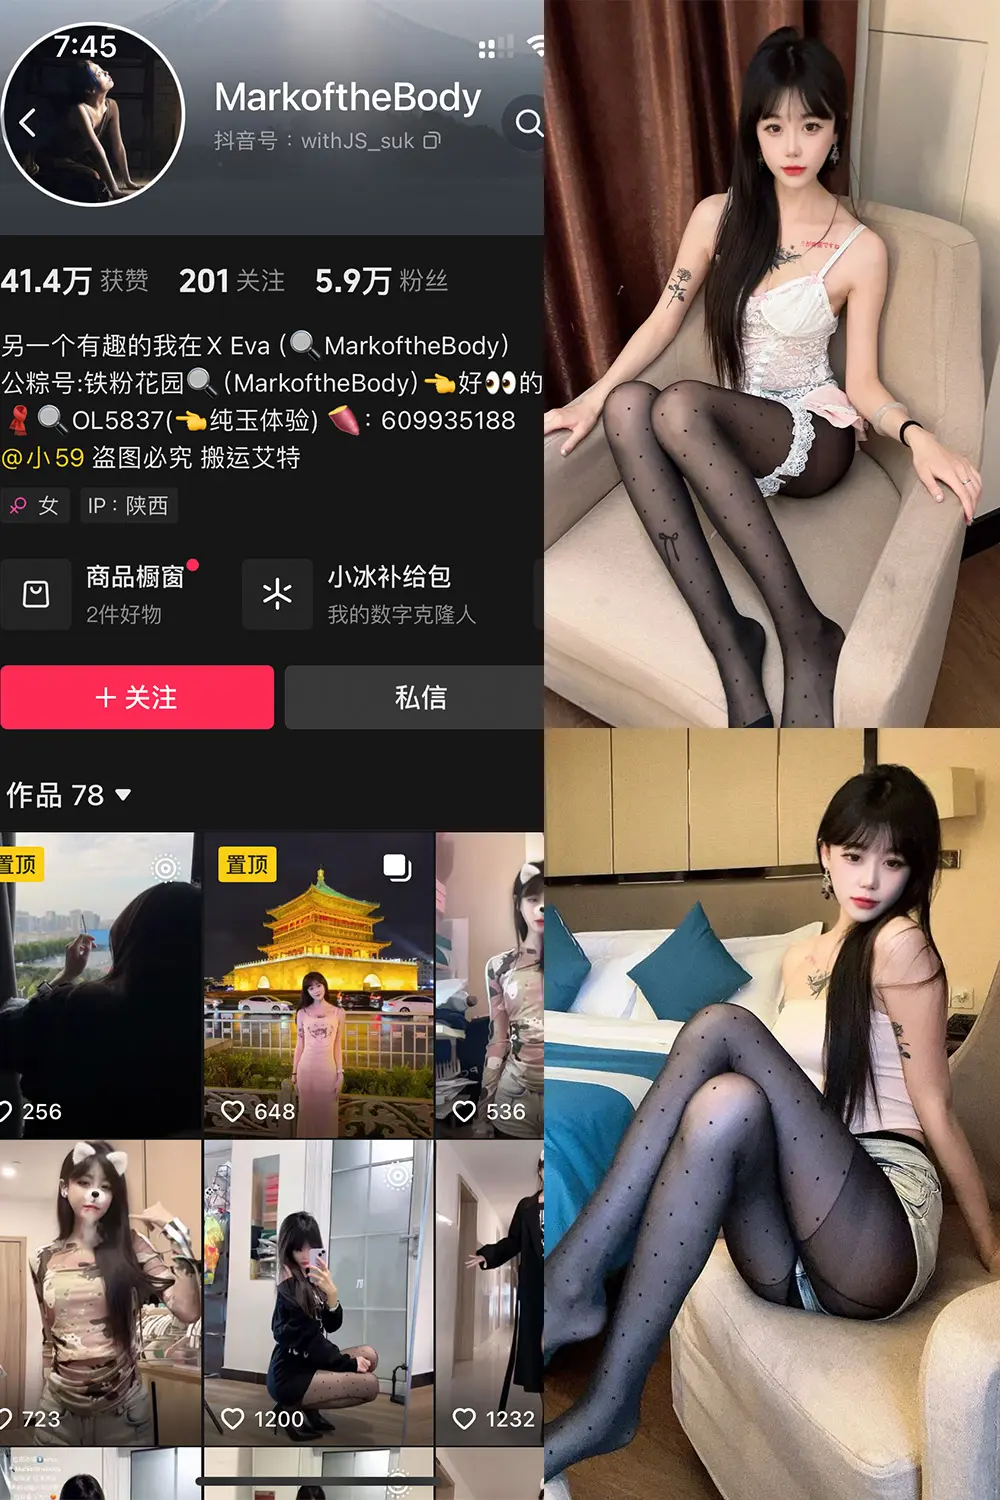 7:45
MarkoftheBody
抖音号：withJS_suk
41.4万 获赞 201 关注 5.9万 粉丝
另一个有趣的我在X Eva (🔍MarkoftheBody)
公粽号:铁粉花园🔍(MarkoftheBody)👈好👀的
🧣🔍OL5837(👈纯玉体验) 🍠: 609935188
@小59 盗图必究 搬运艾特
女 IP：陕西
商品橱窗
2件好物
小冰补给包
我的数字克隆人
+ 关注
私信
作品 78
置顶
置顶
256
648
536
723
1200
1232